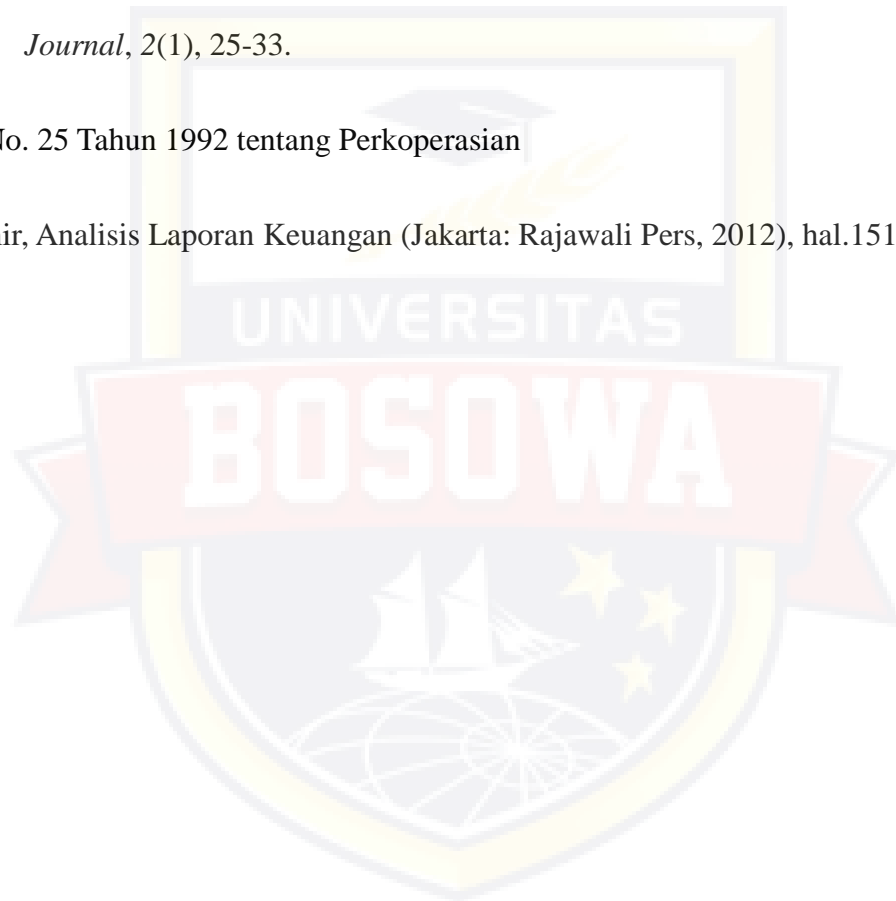 Journal, 2(1), 25-33.
No. 25 Tahun 1992 tentang Perkoperasian
ir, Analisis Laporan Keuangan (Jakarta: Rajawali Pers, 2012), hal.151
UNIVERSITAS
BOSOWA